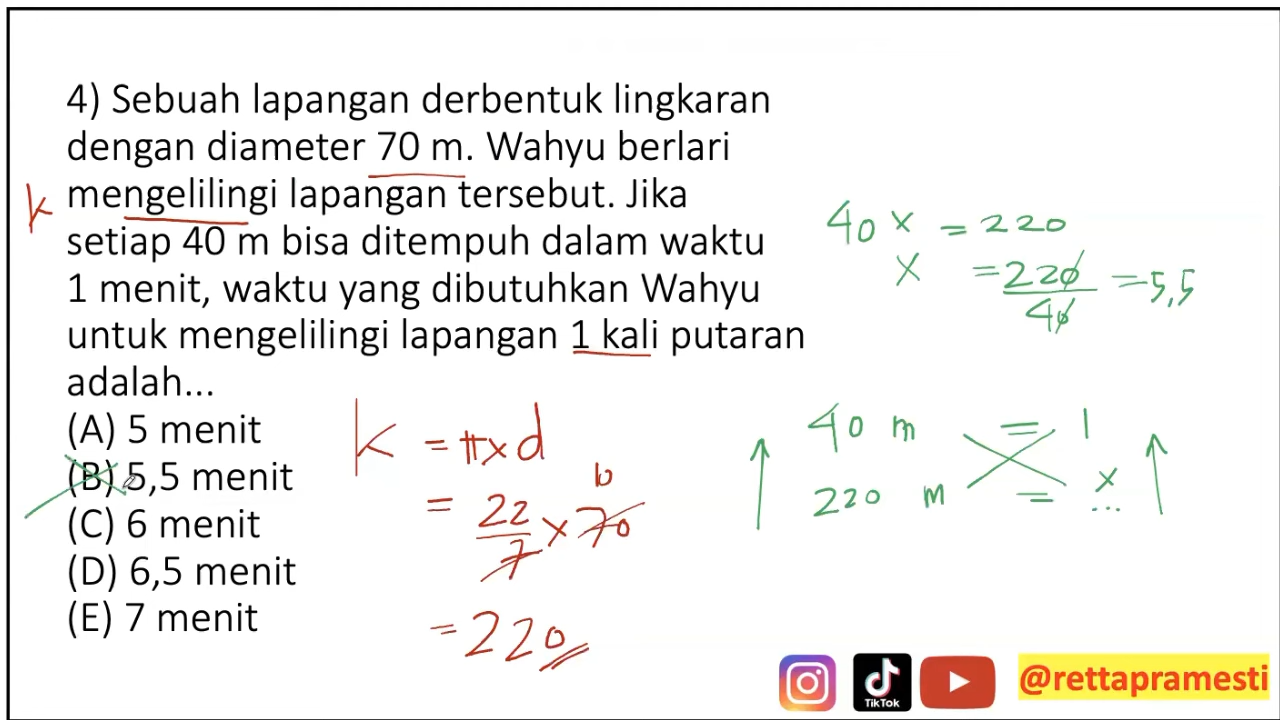 4) Sebuah lapangan derbentuk lingkaran
dengan diameter 70 m. Wahyu berlari
mengelilingi lapangan tersebut. Jika
setiap 40 m bisa ditempuh dalam waktu
1 menit, waktu yang dibutuhkan Wahyu
untuk mengelilingi lapangan 1 kali putaran
adalah...
(A) 5 menit
(B) 5,5 menit
(C) 6 menit
(D) 6,5 menit
(E) 7 menit
k
k = π x d
= 22/7 x 70
10
= 220
40 x = 220
x = 220/40 = 5,5
40 m = 1
220 m = x
...
TikTok
@rettapramesti